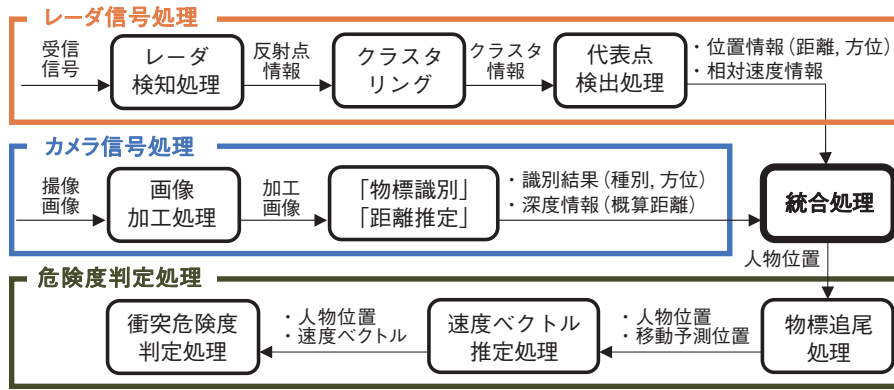 レーダ信号処理
受信
信号
レーダ
検知処理
反射点
情報
クラスタ
リング
クラスタ
情報
代表点
検出処理
・位置情報(距離, 方位)
・相対速度情報
カメラ信号処理
撮像
画像
画像
加工処理
加工
画像
「物標識別」
「距離推定」
・識別結果(種別, 方位)
・深度情報(概算距離)
統合処理
人物位置
危険度判定処理
物標追尾
処理
・人物位置
・移動予測位置
速度ベクトル
推定処理
・人物位置
・速度ベクトル
衝突危険度
判定処理